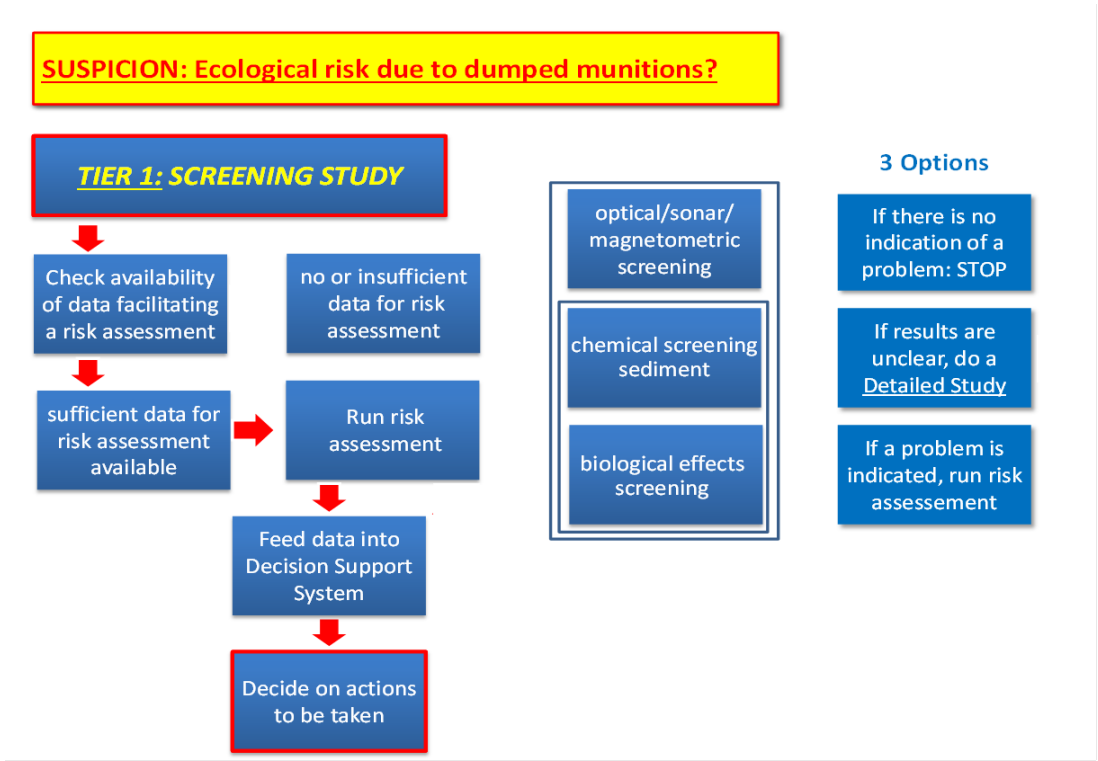 SUSPICION: Ecological risk due to dumped munitions?
TIER 1: SCREENING STUDY
Check availability
of data facilitating
a risk assessment
no or insufficient
data for risk
assessment
sufficient data for
risk assessment
available
Run risk
assessment
Feed data into
Decision Support
System
Decide on actions
to be taken
optical/sonar/
magnetometric
screening
chemical screening
sediment
biological effects
screening
3 Options
If there is no
indication of a
problem: STOP
If results are
unclear, do a
Detailed Study
If a problem is
indicated, run risk
assessement